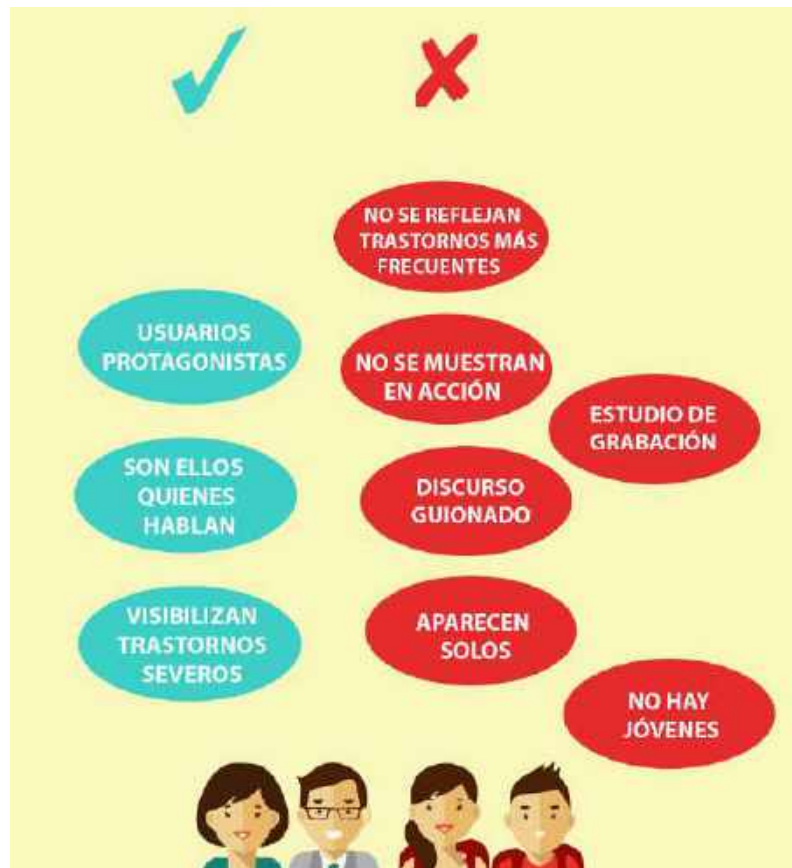 USUARIOS
PROTAGONISTAS
SON ELLOS
QUIENES
HABLAN
VISIBILIZAN
TRASTORNOS
SEVEROS
NO SE REFLEJAN
TRASTORNOS MÁS
FRECUENTES
NO SE MUESTRAN
EN ACCIÓN
DISCURSO
GUIONADO
APARECEN
SOLOS
ESTUDIO DE
GRABACIÓN
NO HAY
JÓVENES